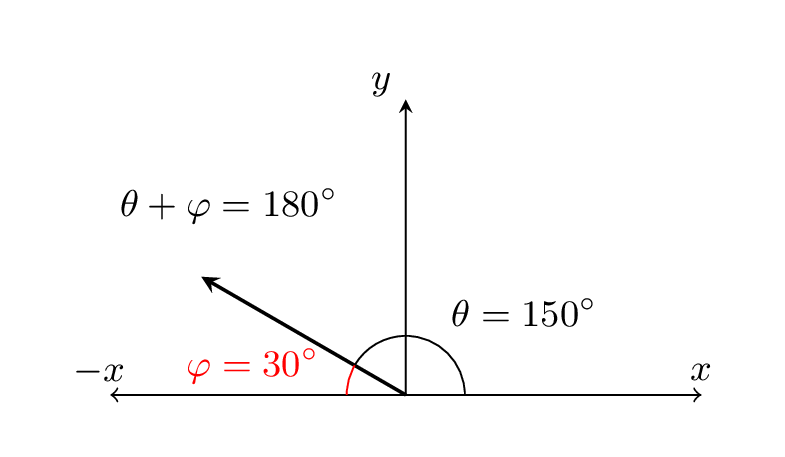 y
θ + φ = 180°
θ = 150°
φ = 30°
−x
x